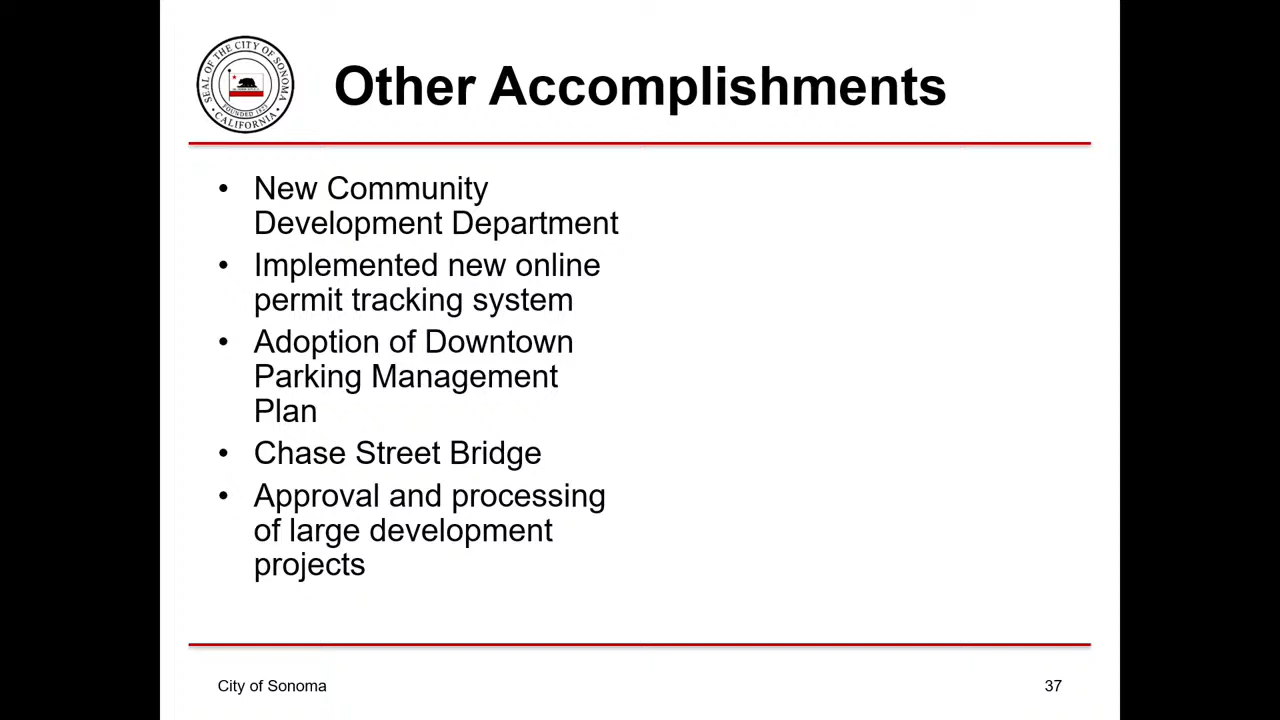 SEAL OF THE CITY OF SONOMA
FOUNDED 1823
CALIFORNIA
Other Accomplishments
• New Community
Development Department
• Implemented new online
permit tracking system
• Adoption of Downtown
Parking Management
Plan
• Chase Street Bridge
• Approval and processing
of large development
projects
City of Sonoma
37